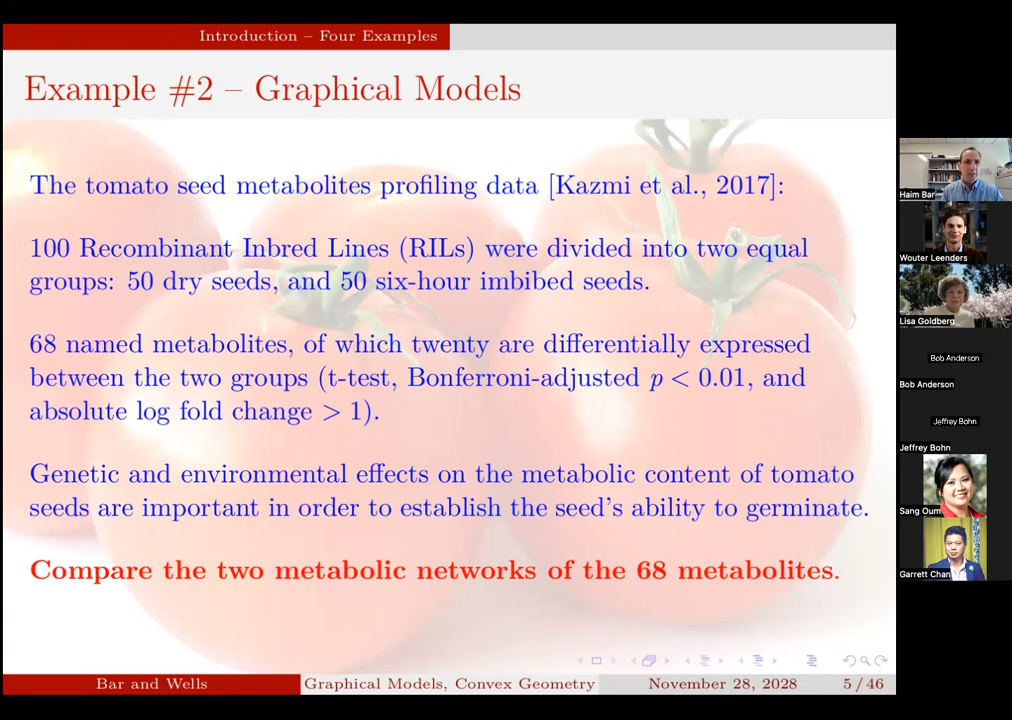 Introduction – Four Examples
Example #2 – Graphical Models
The tomato seed metabolites profiling data [Kazmi et al., 2017]:
100 Recombinant Inbred Lines (RILs) were divided into two equal
groups: 50 dry seeds, and 50 six-hour imbibed seeds.
68 named metabolites, of which twenty are differentially expressed
between the two groups (t-test, Bonferroni-adjusted p < 0.01, and
absolute log fold change > 1).
Genetic and environmental effects on the metabolic content of tomato
seeds are important in order to establish the seed's ability to germinate.
Compare the two metabolic networks of the 68 metabolites.
Bar and Wells
Graphical Models, Convex Geometry
November 28, 2028
5 / 46
Haim Bar
Wouter Leenders
Lisa Goldberg
Bob Anderson
Bob Anderson
Jeffrey Bohn
Jeffrey Bohn
Sang Oum
Garrett Chan